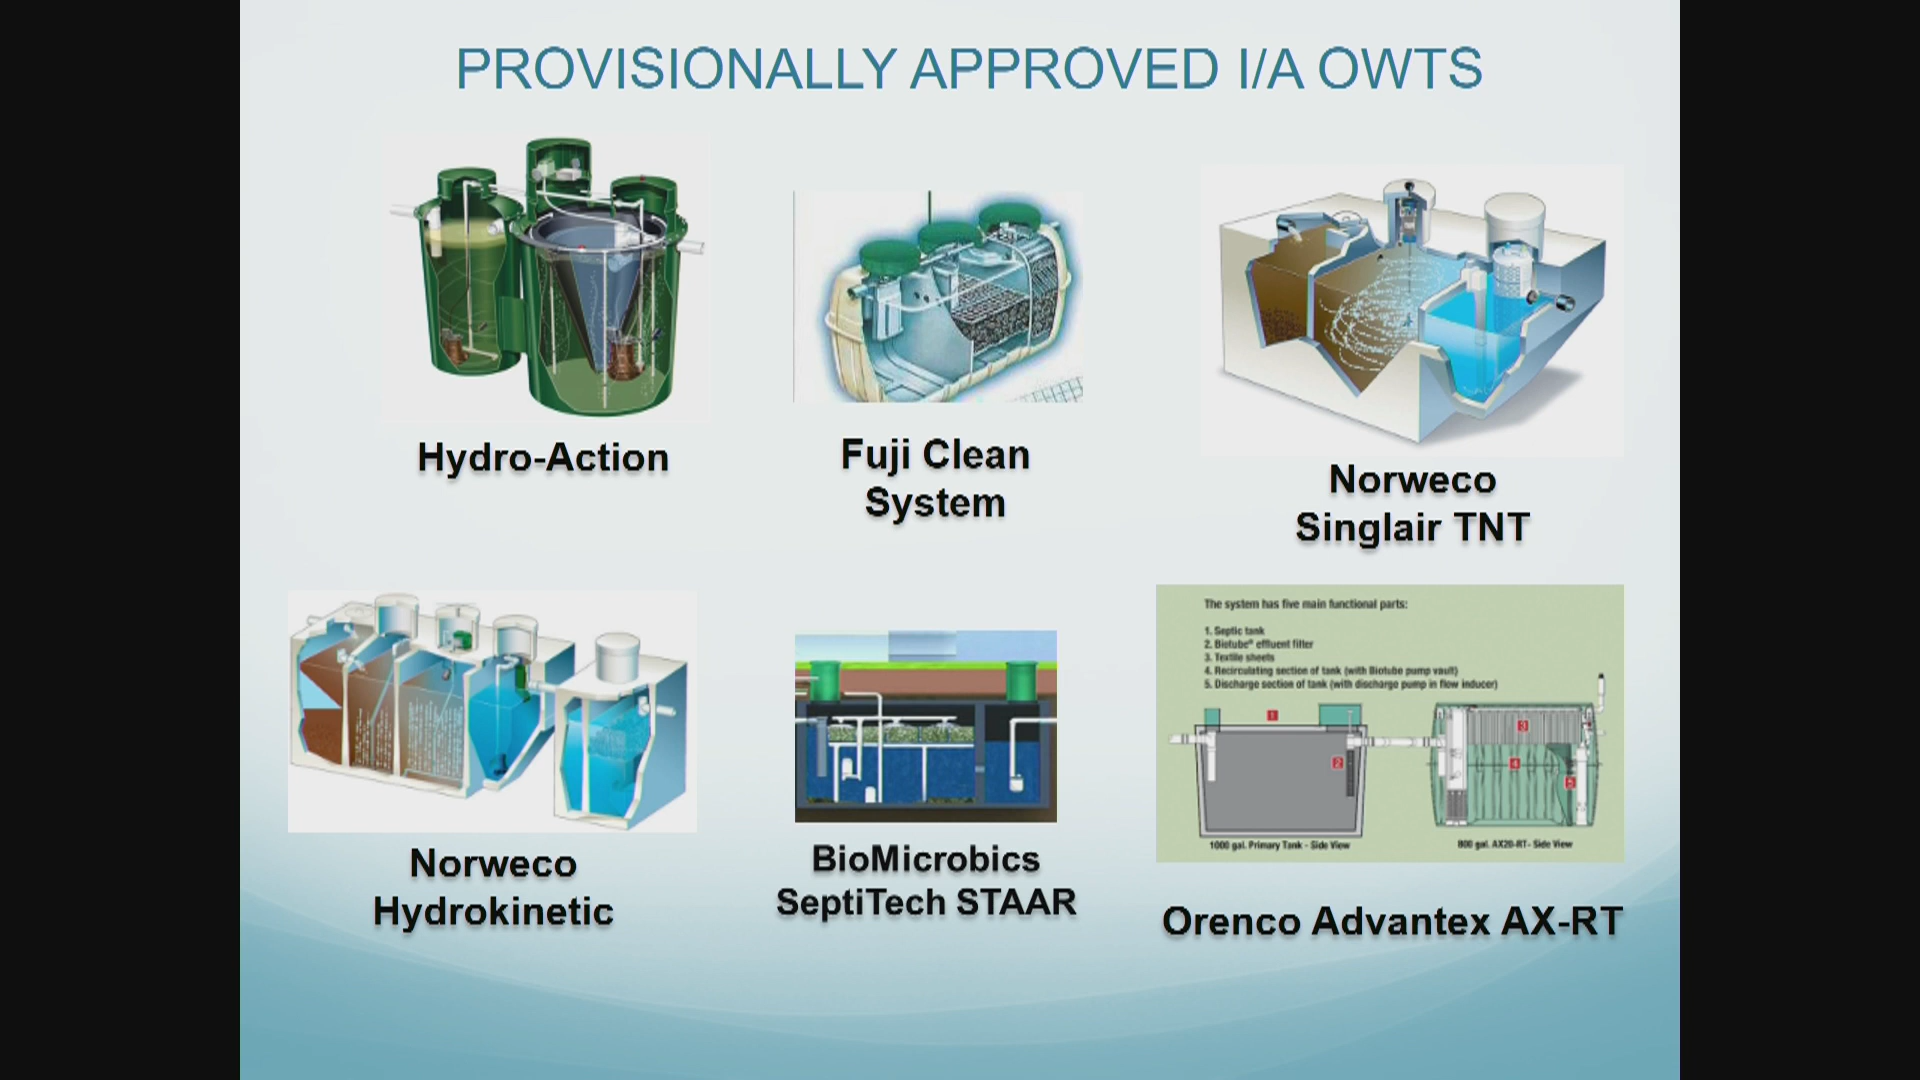 PROVISIONALLY APPROVED I/A OWTS
Hydro-Action
Fuji Clean
System
Norweco
Singlair TNT
Norweco
Hydrokinetic
BioMicrobics
SeptiTech STAAR
The system has five main functional parts:
1. Septic tank
2. Biotube® effluent filter
3. Textile sheets
4. Recirculating section of tank (with Biotube pump vault)
5. Discharge section of tank (with discharge pump in flow inducer)
1
2
3
4
5
1000 gal. Primary Tank - Side View
800 gal. AX20-RT- Side View
Orenco Advantex AX-RT